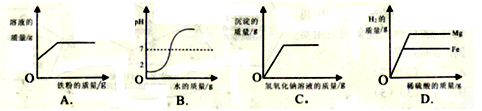 溶液的
质量/g
O
铁粉的质量/g
A.
pH
7
2
O
水的质量/g
B.
沉淀的
质量/g
O
氢氧化钠溶液的质量/g
C.
H₂的
质量/g
Mg
Fe
O
稀硫酸的质量/g
D.